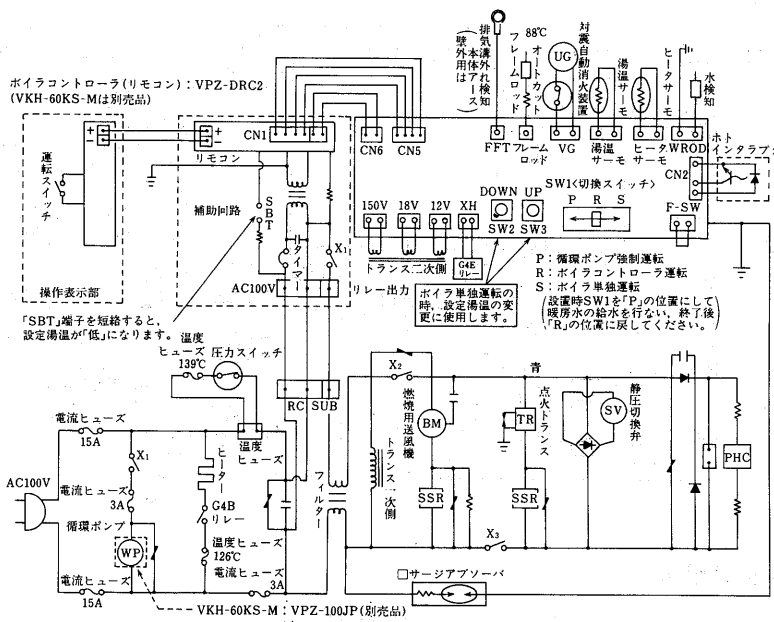 ボイラコントローラ(リモコン):VPZ-DRC2
(VKH-60KS-Mは別売品)
運転スイッチ
操作表示部
「SBT」端子を短絡すると、
設定湯温が「低」になります。
CN1
リモコン
補助回路
SBT
タイマー
X₁
AC100V
排気溝外れ検知
(本体アース)
壁外用は
88℃
オートカット
フレームロッド
UG
対震自動消火装置
湯温サーモ
ヒータサーモ
水検知
CN6
CN5
FFT
フレームロッド
VG
湯温サーモ
ヒータサーモ
WROD
ホトインタラプタ
CN2
F-SW
150V
18V
12V
XH
DOWN
UP
SW2
SW3
SW1<切換スイッチ>
P R S
トランス二次側
G4Eリレー
リレー出力
ボイラ単独運転の
時、設定湯温の変
更に使用します。
P:循環ポンプ強制運転
R:ボイラコントローラ運転
S:ボイラ単独運転
(設置時SW1を「P」の位置にして
暖房水の給水を行ない、終了後
「R」の位置に戻してください。)
温度ヒューズ
139℃
圧力スイッチ
RC SUB
電流ヒューズ
15A
温度ヒューズ
X₁
AC100V
電流ヒューズ
3A
循環ポンプ
WP
ヒーター
G4Bリレー
温度ヒューズ
126℃
電流ヒューズ
3A
電流ヒューズ
15A
VKH-60KS-M:VPZ-100JP(別売品)
フィルター
トランス一次側
X₂
燃焼用送風機
BM
SSR
青
点火トランス
TR
SSR
X₃
静圧切換弁
SV
PHC
□サージアブソーバ